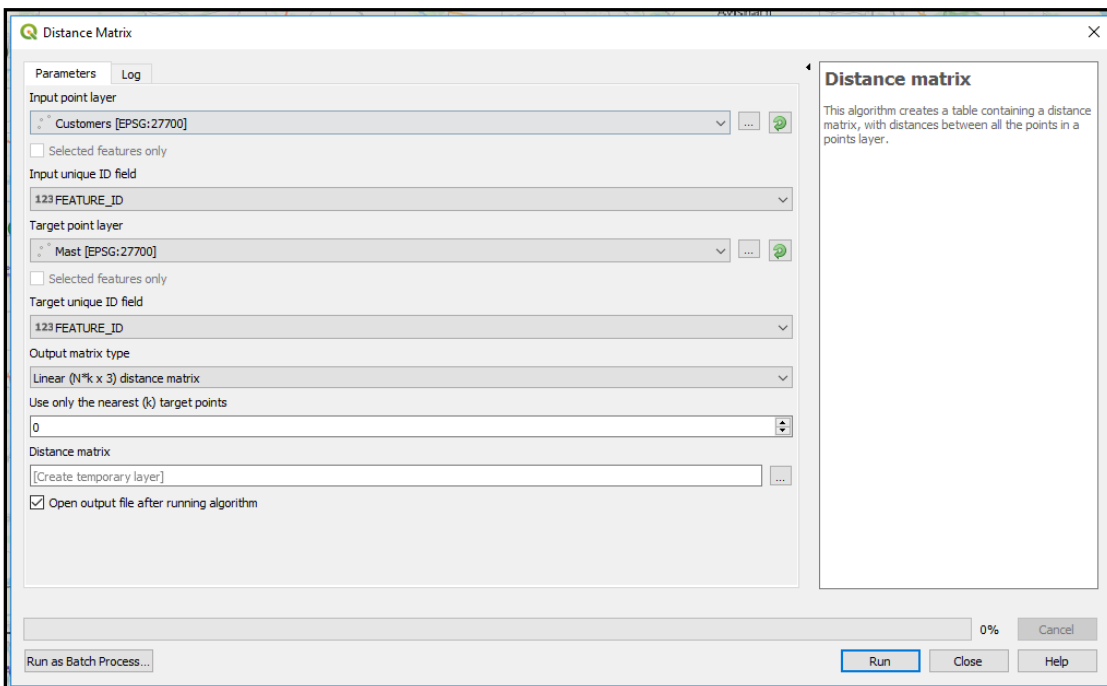 Distance Matrix
Parameters
Log
Input point layer
Customers [EPSG:27700]
...
Selected features only
Input unique ID field
123 FEATURE_ID
Target point layer
Mast [EPSG:27700]
...
Selected features only
Target unique ID field
123 FEATURE_ID
Output matrix type
Linear (N*k x 3) distance matrix
Use only the nearest (k) target points
0
Distance matrix
[Create temporary layer]
...
Open output file after running algorithm
Distance matrix
This algorithm creates a table containing a distance
matrix, with distances between all the points in a
points layer.
0%
Cancel
Run as Batch Process...
Run
Close
Help